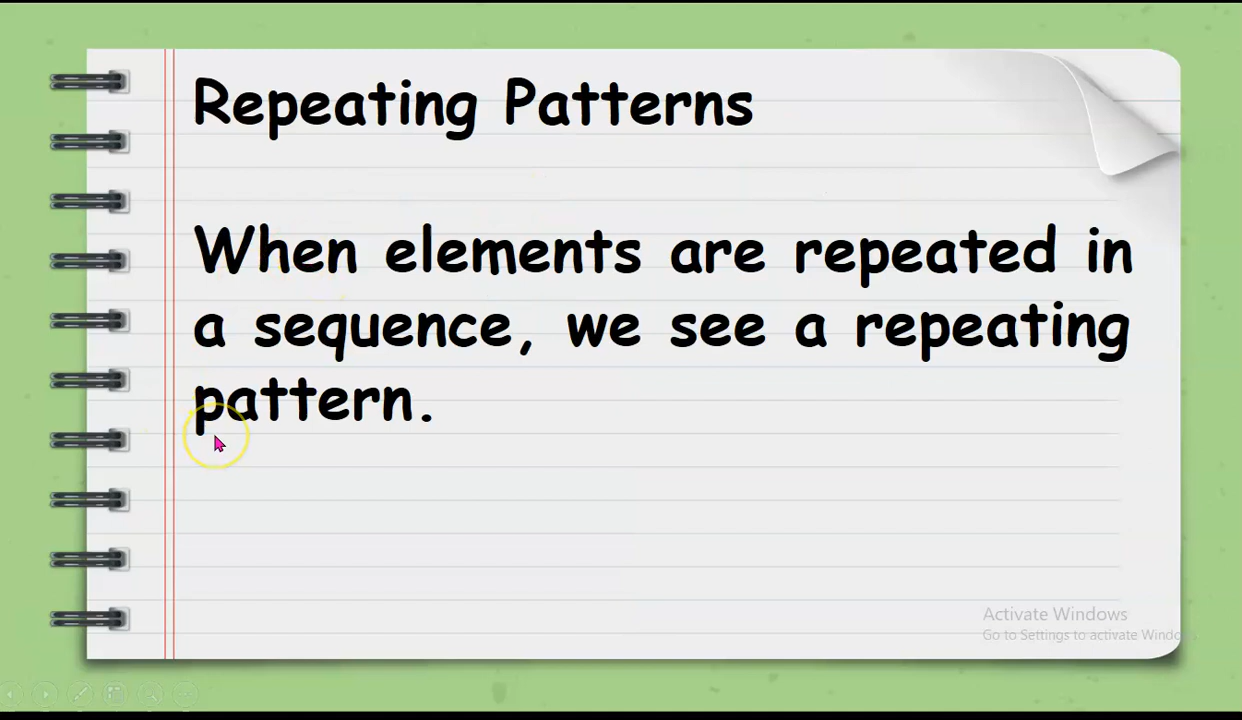 Repeating Patterns
When elements are repeated in
a sequence, we see a repeating
pattern.
Activate Windows
Go to Settings to activate Windows